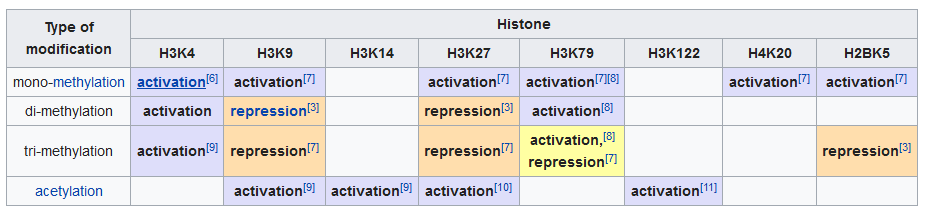 Type of modification Histone
H3K4 H3K9 H3K14 H3K27 H3K79 H3K122 H4K20 H2BK5
mono-methylation activation[6] activation[7] activation[7] activation[7][8] activation[7] activation[7]
di-methylation activation repression[3] repression[3] activation[8]
tri-methylation activation[9] repression[7] repression[7] activation,[8] repression[7] repression[3]
acetylation activation[9] activation[9] activation[10] activation[11]